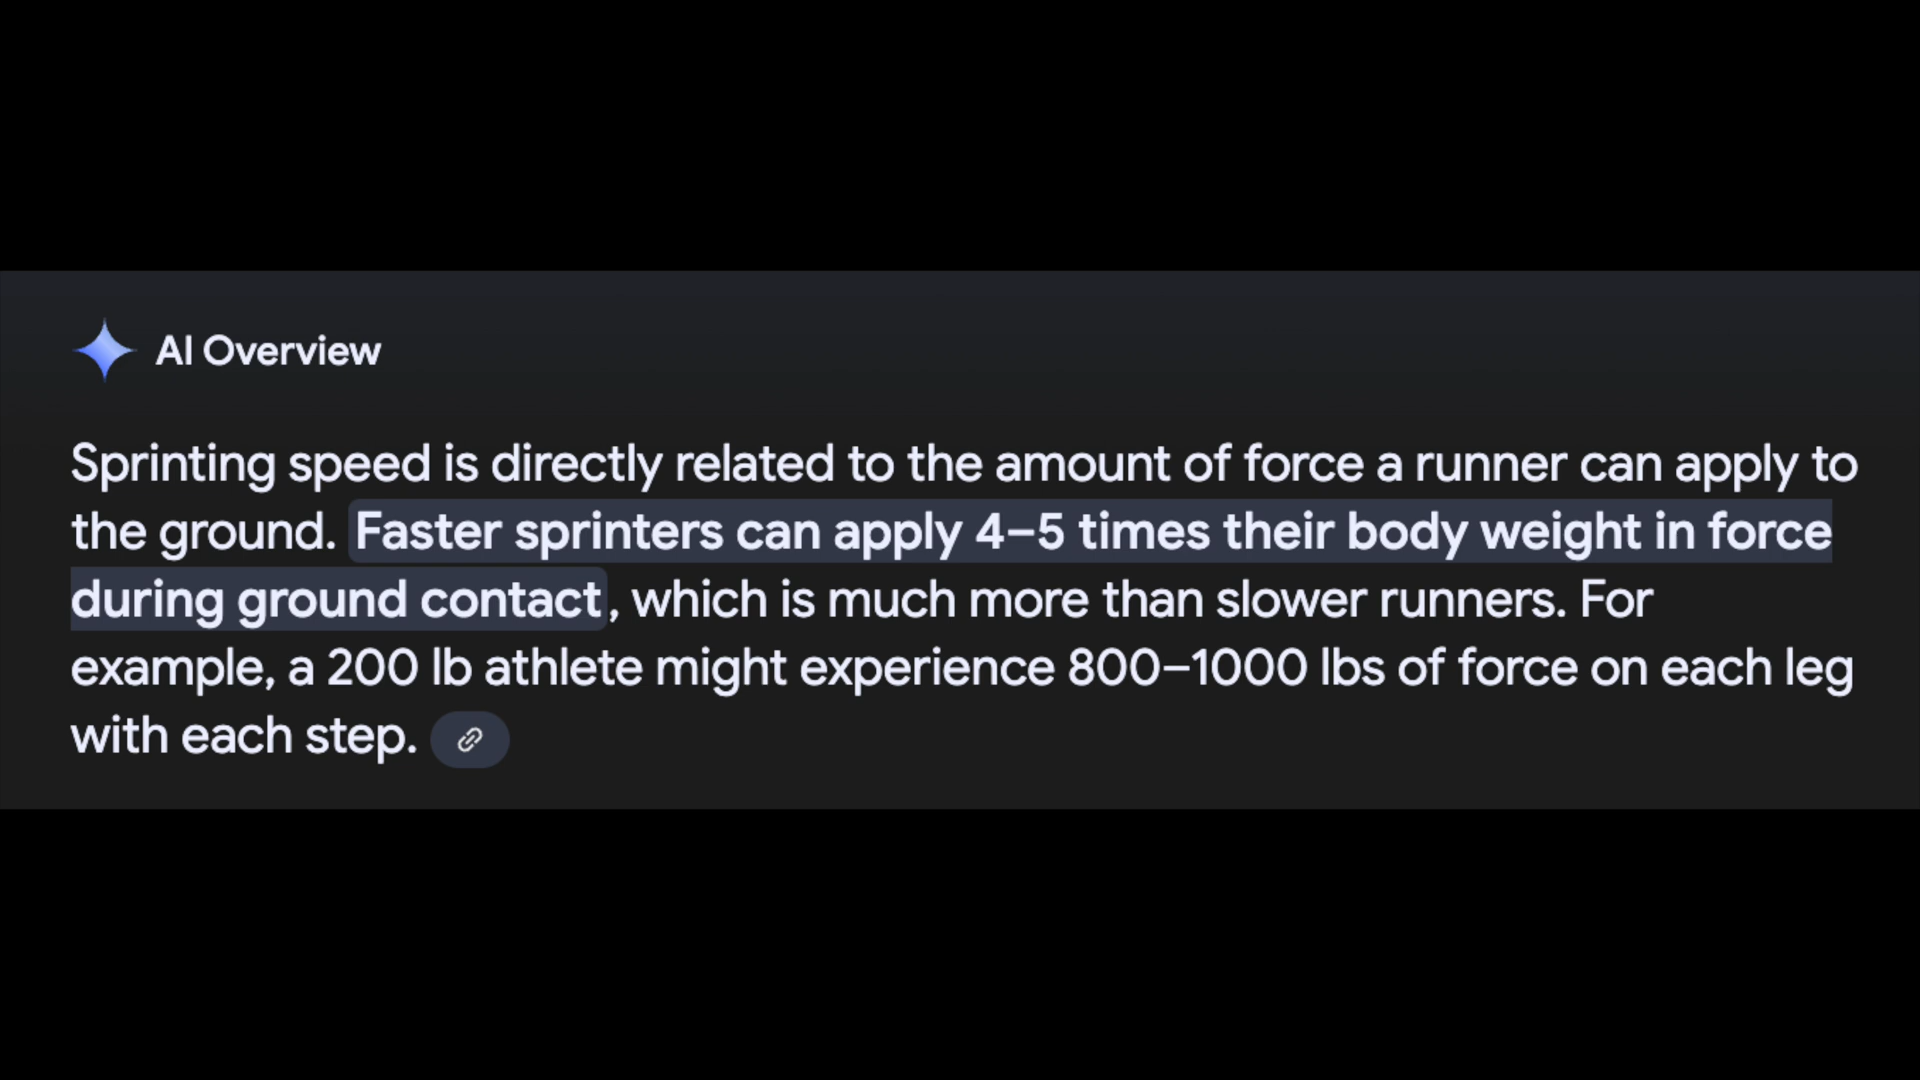 AI Overview
Sprinting speed is directly related to the amount of force a runner can apply to
the ground. Faster sprinters can apply 4–5 times their body weight in force
during ground contact, which is much more than slower runners. For
example, a 200 lb athlete might experience 800–1000 lbs of force on each leg
with each step.